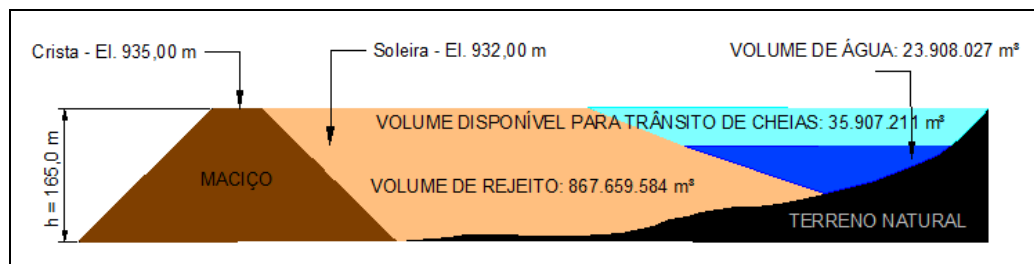 Crista - El. 935,00 m
Soleira - El. 932,00 m
VOLUME DE ÁGUA: 23.908.027 m³
VOLUME DISPONÍVEL PARA TRÂNSITO DE CHEIAS: 35.907.211 m³
h = 165,0 m
MACIÇO
VOLUME DE REJEITO: 867.659.584 m³
TERRENO NATURAL